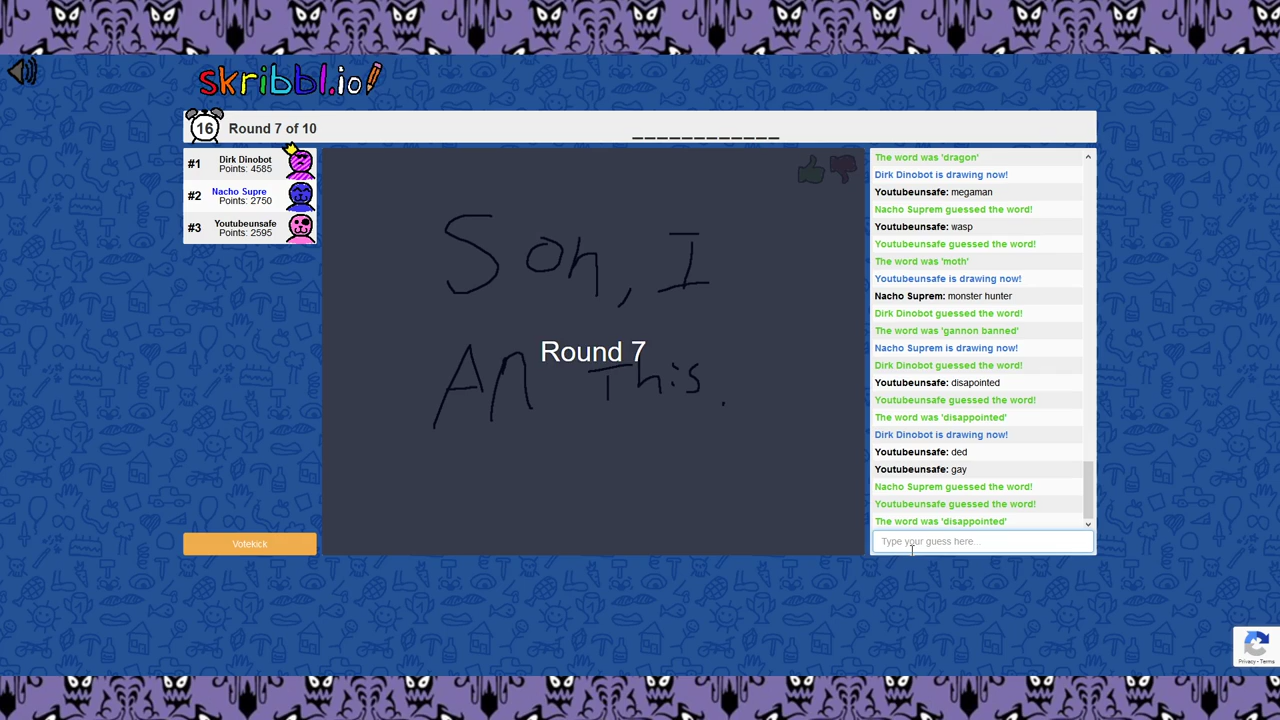 skribbl.io
16
Round 7 of 10
___________
#1
Dirk Dinobot
Points: 4585
#2
Nacho Supre
Points: 2750
#3
Youtubeunsafe
Points: 2595
Votekick
Son, I
Round 7
AM This.
The word was 'dragon'
Dirk Dinobot is drawing now!
Youtubeunsafe: megaman
Nacho Suprem guessed the word!
Youtubeunsafe: wasp
Youtubeunsafe guessed the word!
The word was 'moth'
Youtubeunsafe is drawing now!
Nacho Suprem: monster hunter
Dirk Dinobot guessed the word!
The word was 'gannon banned'
Nacho Suprem is drawing now!
Dirk Dinobot guessed the word!
Youtubeunsafe: disapointed
Youtubeunsafe guessed the word!
The word was 'disappointed'
Dirk Dinobot is drawing now!
Youtubeunsafe: ded
Youtubeunsafe: gay
Nacho Suprem guessed the word!
Youtubeunsafe guessed the word!
The word was 'disappointed'
Type your guess here...
Privacy - Terms